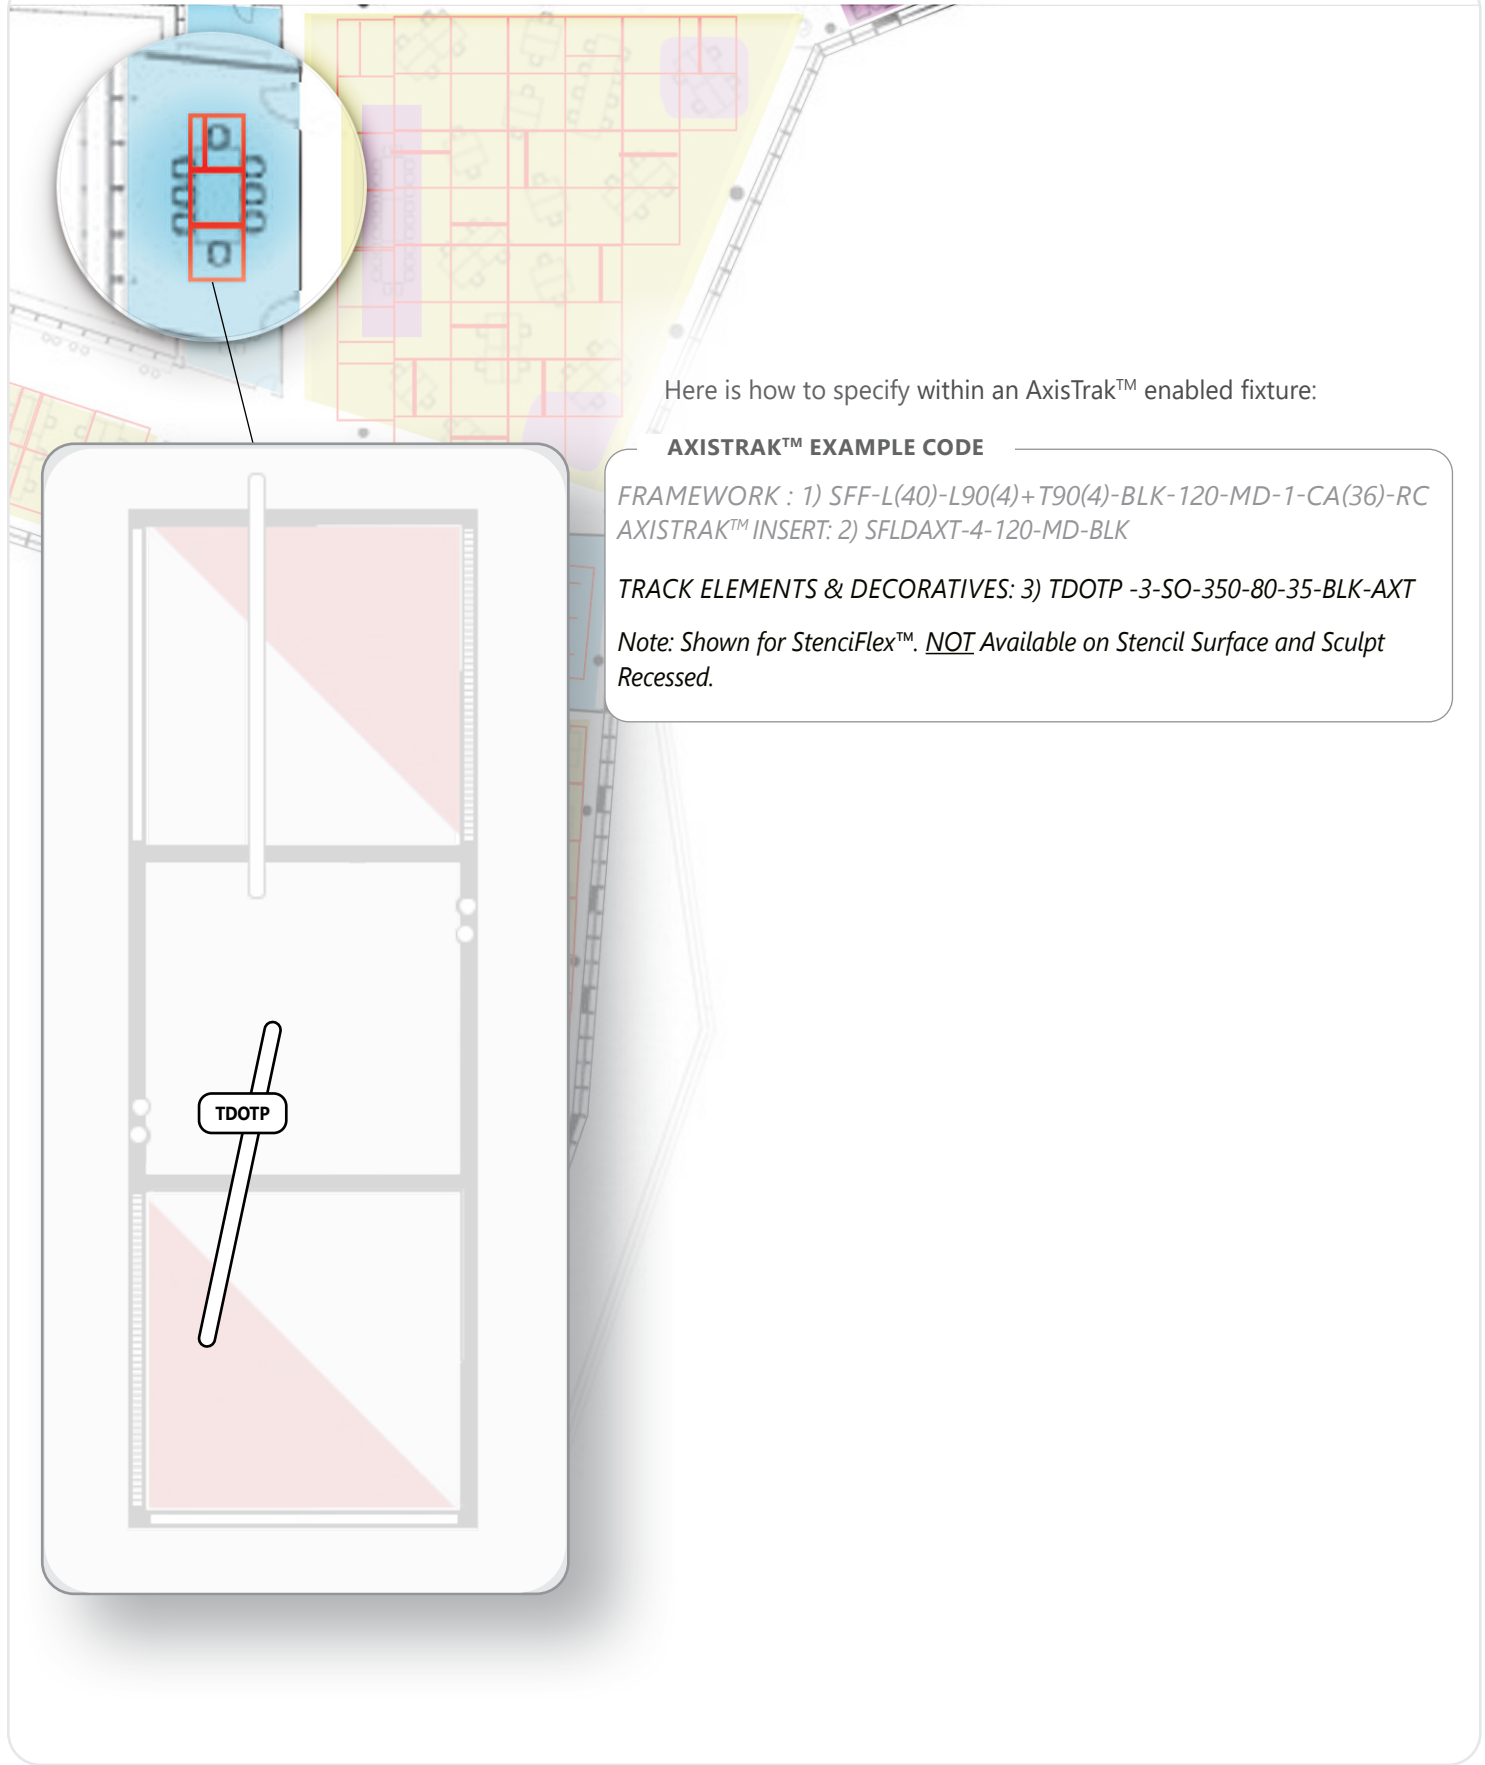 Here is how to specify within an AxisTrak™ enabled fixture:
AXISTRAK™ EXAMPLE CODE
FRAMEWORK : 1) SFF-L(40)-L90(4)+T90(4)-BLK-120-MD-1-CA(36)-RC
AXISTRAK™ INSERT: 2) SFLDAXT-4-120-MD-BLK
TRACK ELEMENTS & DECORATIVES: 3) TDOTP -3-SO-350-80-35-BLK-AXT
Note: Shown for StenciFlex™. NOT Available on Stencil Surface and Sculpt
Recessed.
TDOTP